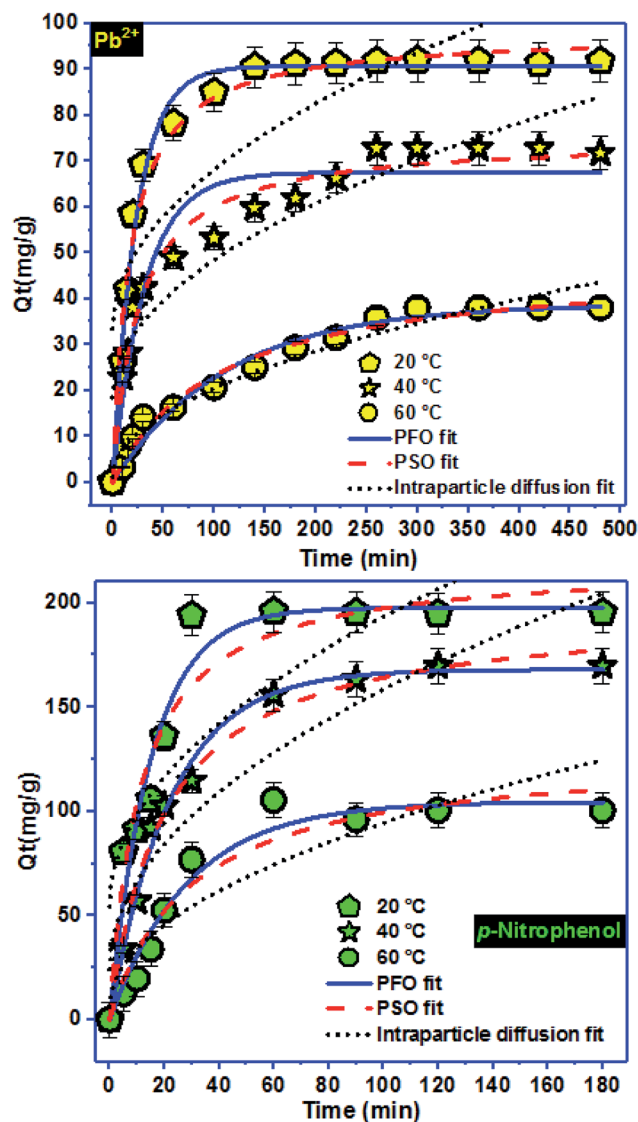 Pb²⁺
100
90
80
70
60
50
40
30
20
10
0
Qt(mg/g)
20 °C
40 °C
60 °C
PFO fit
PSO fit
Intraparticle diffusion fit
0 50 100 150 200 250 300 350 400 450 500
Time (min)
200
150
100
50
0
Qt(mg/g)
20 °C
40 °C
60 °C
p-Nitrophenol
PFO fit
PSO fit
Intraparticle diffusion fit
0 20 40 60 80 100 120 140 160 180
Time (min)